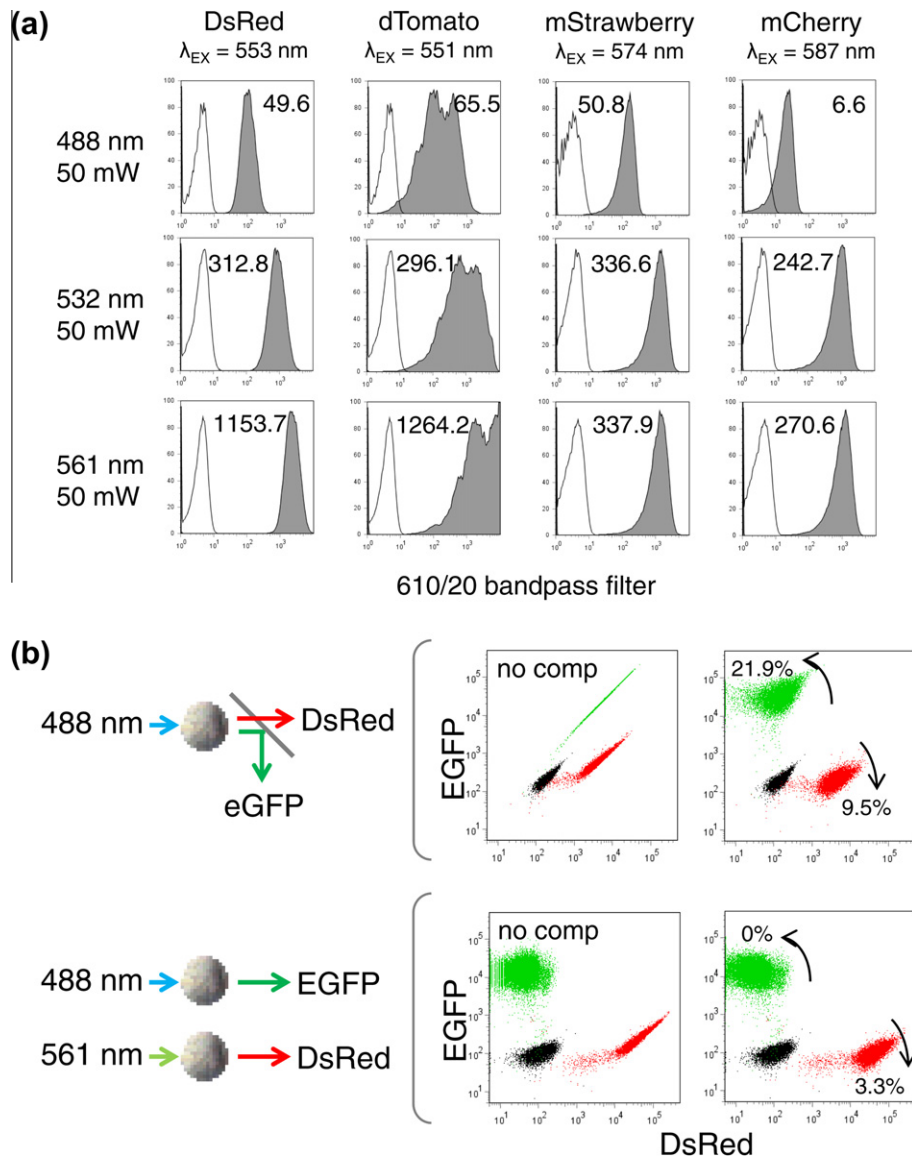 (a)
DsRed dTomato mStrawberry mCherry
λEX = 553 nm λEX = 551 nm λEX = 574 nm λEX = 587 nm
488 nm
50 mW
49.6 65.5 50.8 6.6
532 nm
50 mW
312.8 296.1 336.6 242.7
561 nm
50 mW
1153.7 1264.2 337.9 270.6
610/20 bandpass filter
(b)
488 nm DsRed
eGFP
EGFP
no comp
21.9%
9.5%
488 nm EGFP
561 nm DsRed
EGFP
no comp
0%
3.3%
DsRed